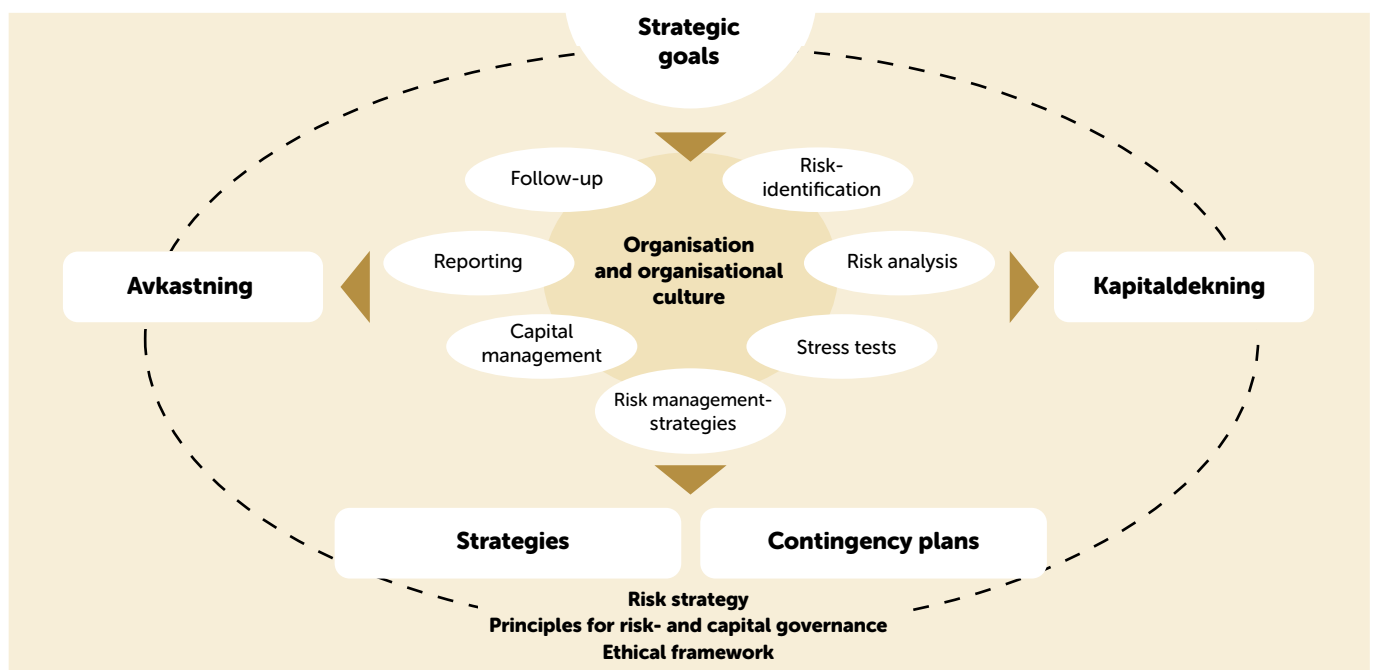 Strategic
goals
Follow-up
Risk-
identification
Organisation
and organisational
culture
Reporting
Risk analysis
Avkastning
Kapitaldekning
Capital
management
Stress tests
Risk management-
strategies
Strategies
Contingency plans
Risk strategy
Principles for risk- and capital governance
Ethical framework